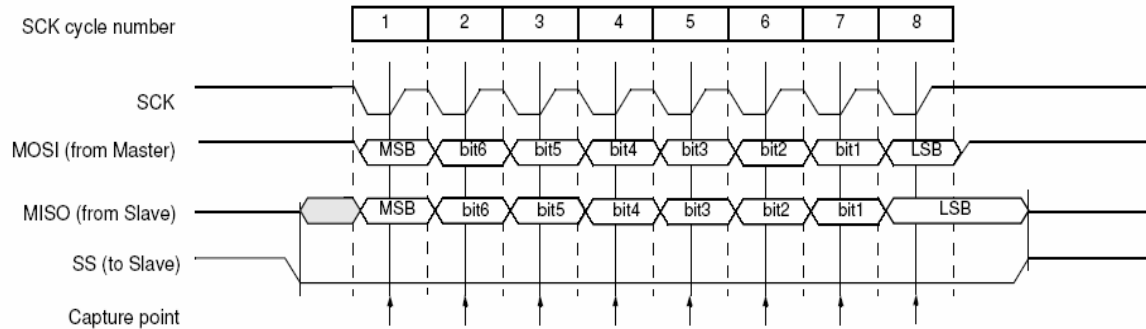 SCK cycle number 1 2 3 4 5 6 7 8
SCK
MOSI (from Master) MSB bit6 bit5 bit4 bit3 bit2 bit1 LSB
MISO (from Slave) MSB bit6 bit5 bit4 bit3 bit2 bit1 LSB
SS (to Slave)
Capture point